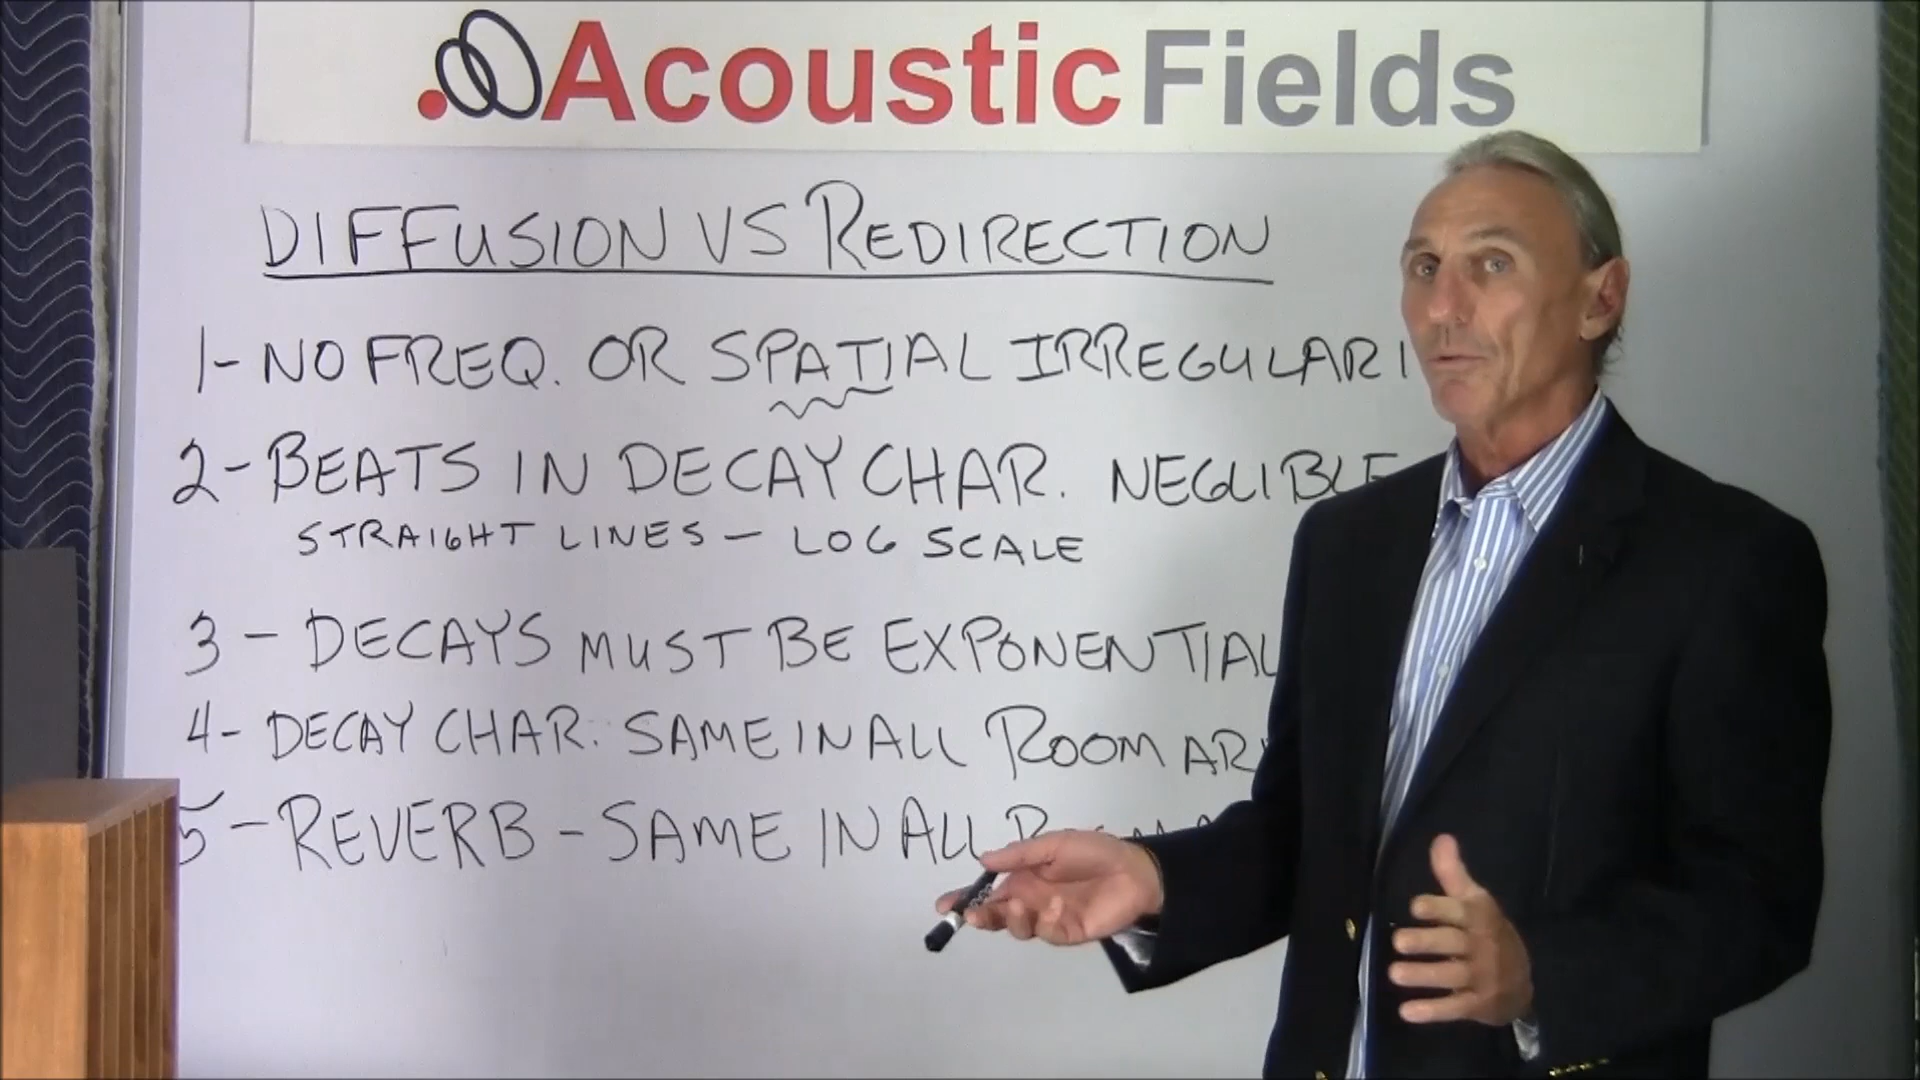 AcousticFields
DIFFUSION VS REDIRECTION
1- NO FREQ. OR SPATIAL IRREGULARI
2- BEATS IN DECAY CHAR. NEGLIBLE
STRAIGHT LINES - LOG SCALE
3 - DECAYS MUST BE EXPONENTIAL
4- DECAY CHAR: SAME IN ALL ROOM AR
5 - REVERB - SAME IN ALL